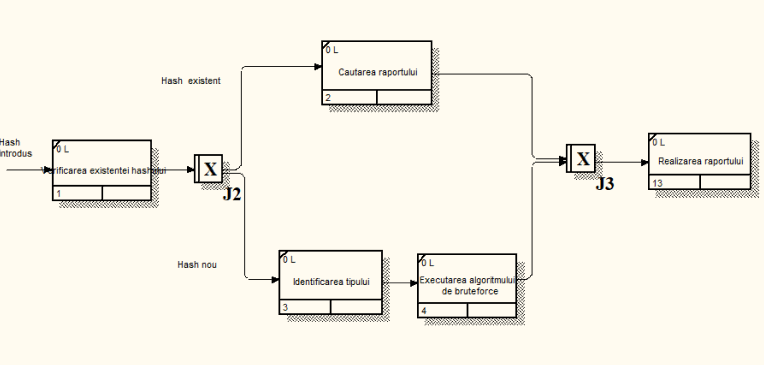 0 L
Cautarea raportului
2
Hash existent
Hash
introdus
0 L
Verificarea existentei hashului
1
X
J2
X
J3
0 L
Realizarea raportului
13
Hash nou
0 L
Identificarea tipului
3
0 L
Executarea algoritmului
de bruteforce
4